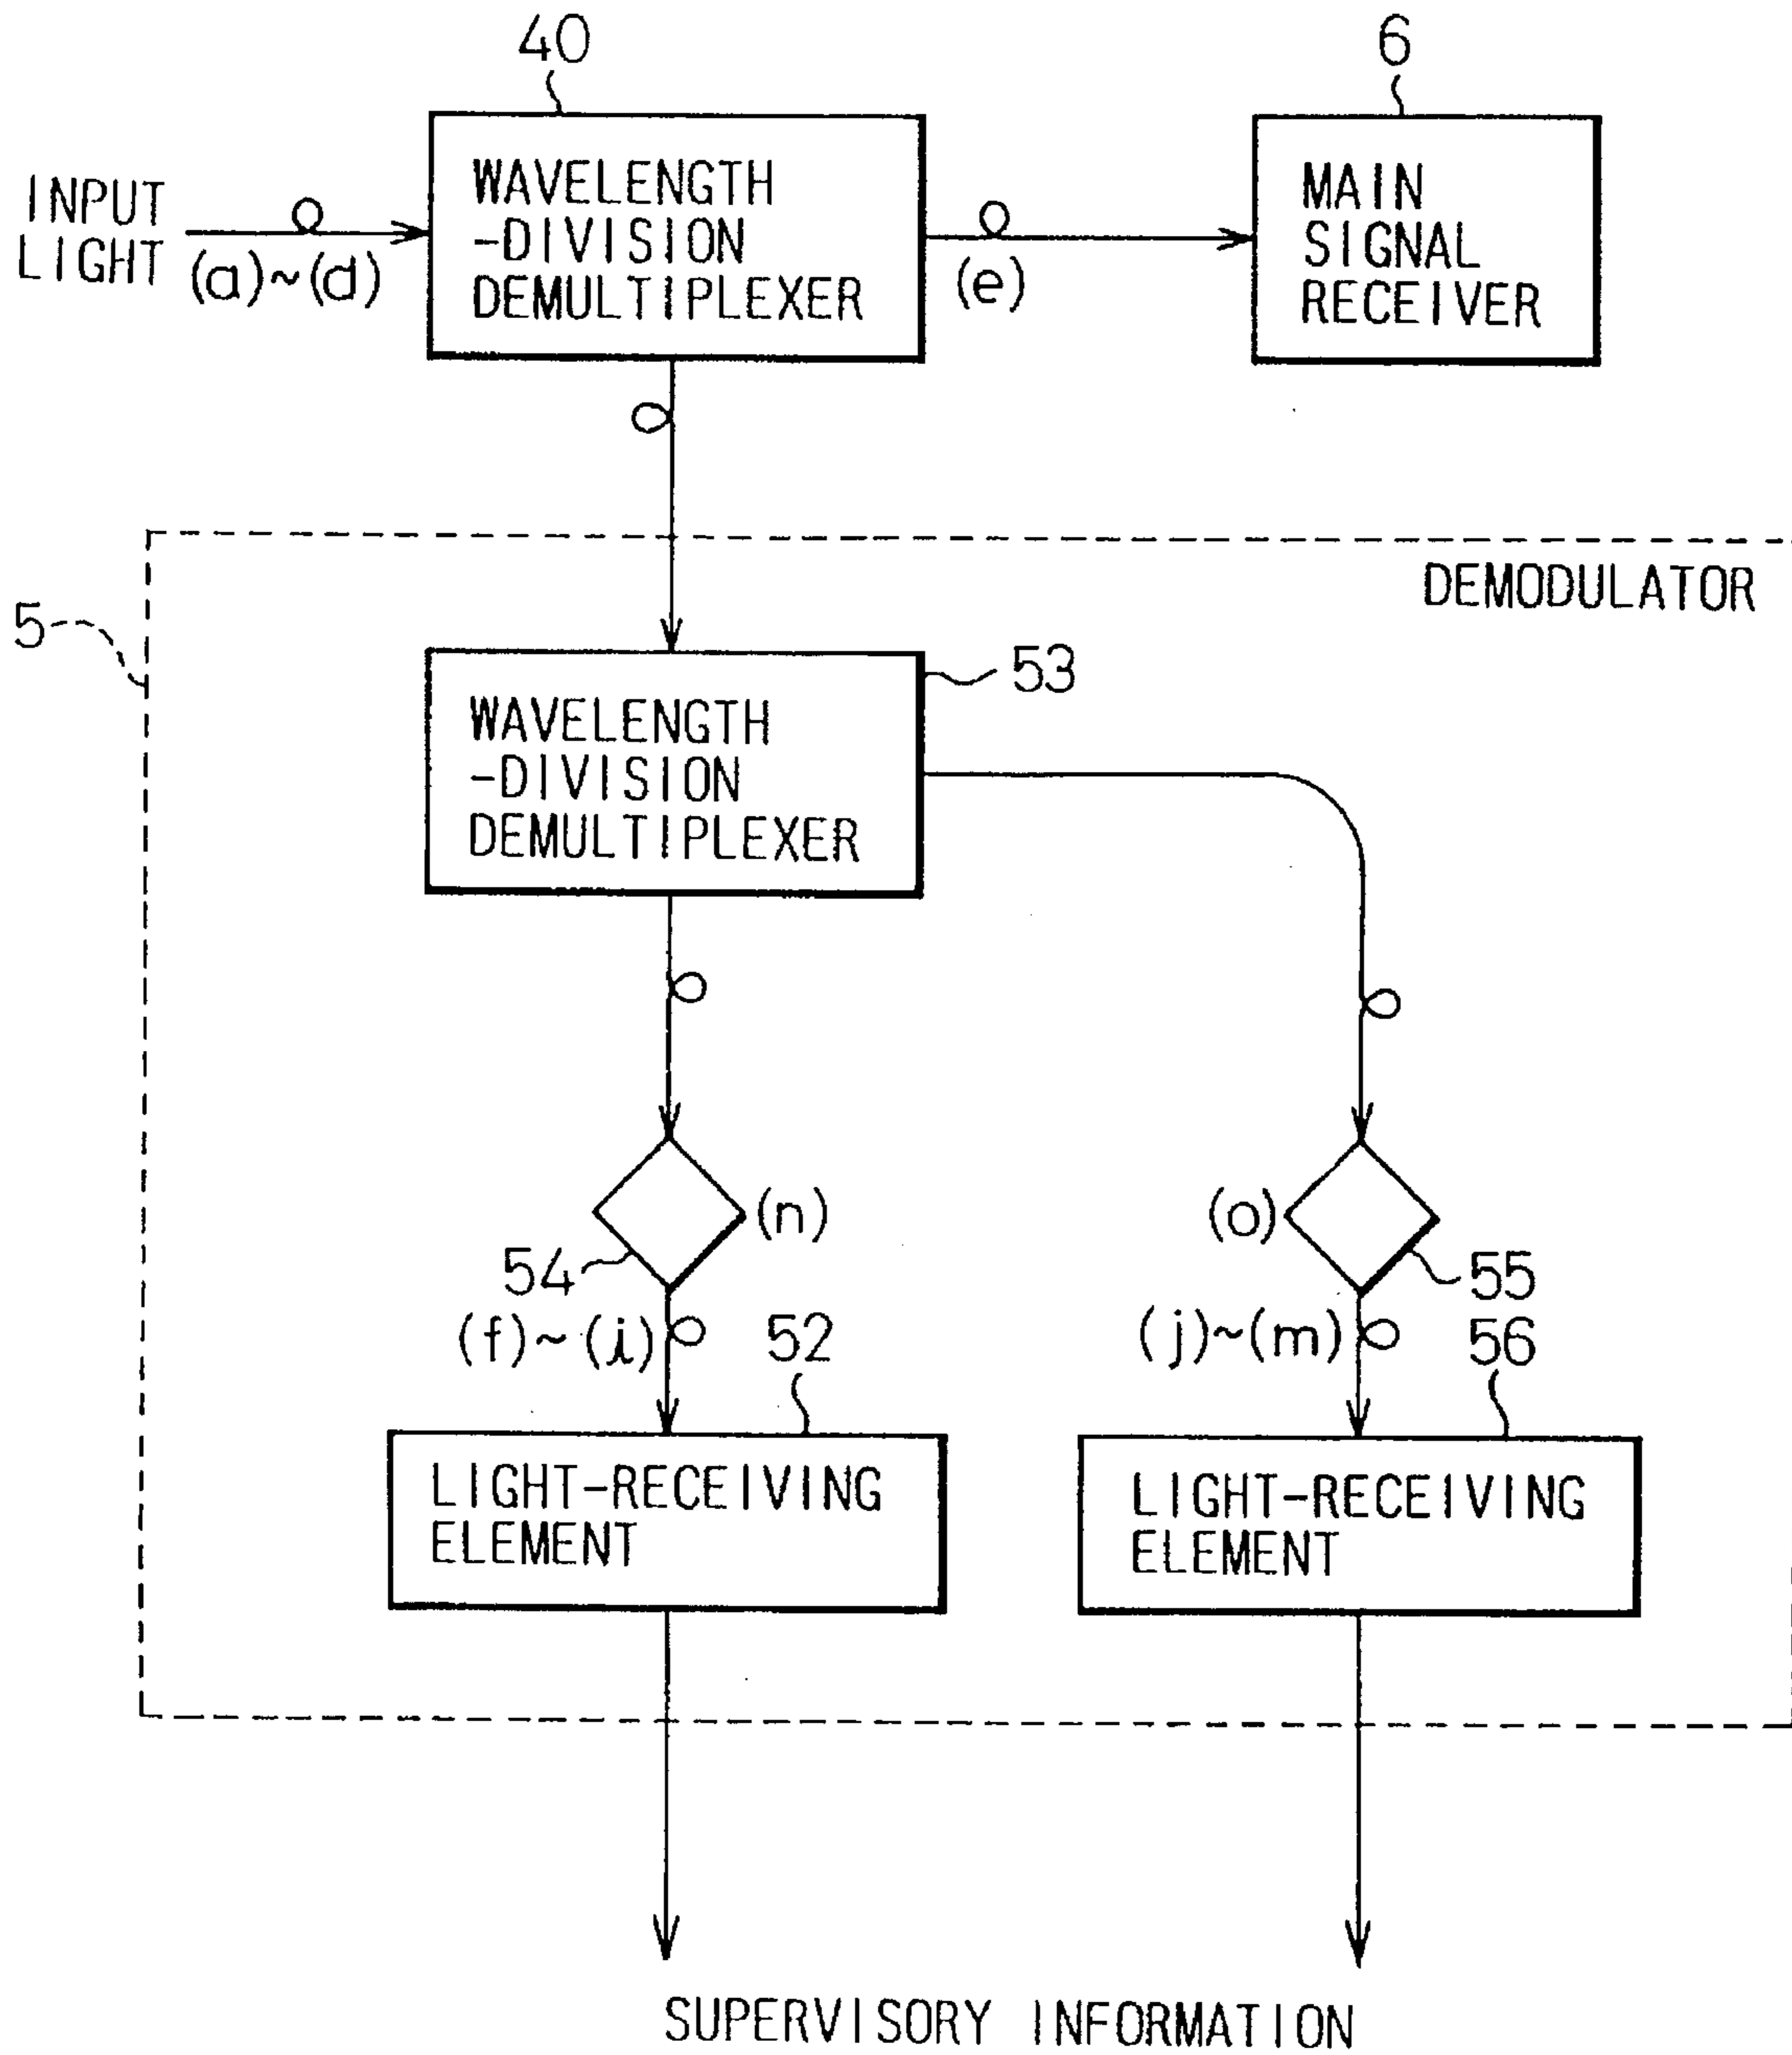 40
6
INPUT
LIGHT
(a)~(d)
WAVELENGTH
-DIVISION
DEMULTIPLEXER
(e)
MAIN
SIGNAL
RECEIVER
DEMODULATOR
5
53
WAVELENGTH
-DIVISION
DEMULTIPLEXER
(n)
(o)
54
55
(f)~(i)
52
(j)~(m)
56
LIGHT-RECEIVING
ELEMENT
LIGHT-RECEIVING
ELEMENT
SUPERVISORY INFORMATION